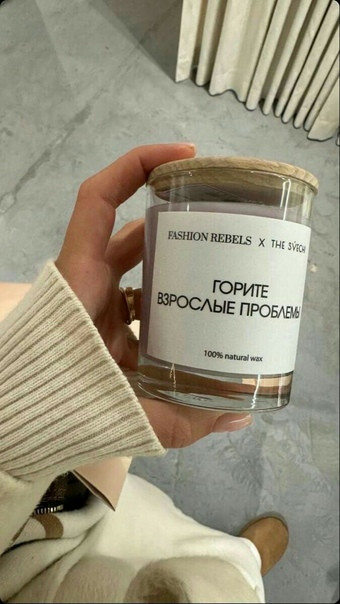 FASHION REBELS X THE SVECHI
ГОРИТЕ
ВЗРОСЛЫЕ ПРОБЛЕМЫ
100% natural wax